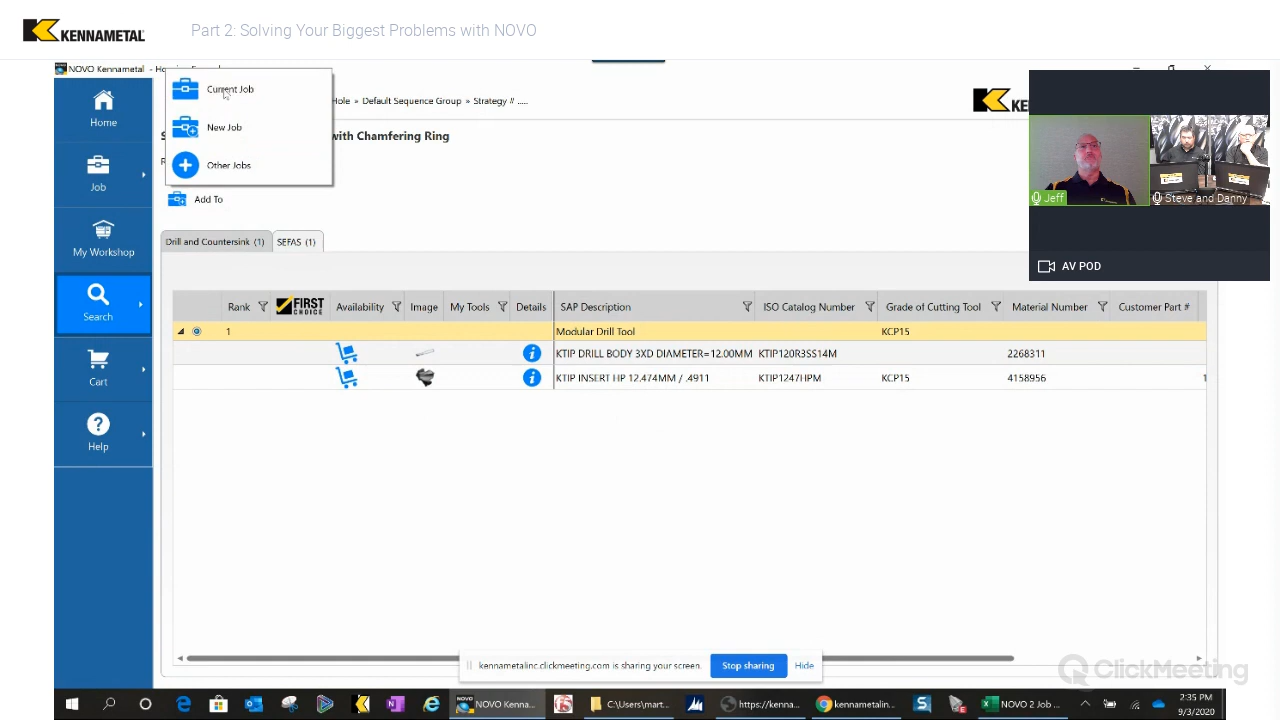 KENNAMETAL
Part 2: Solving Your Biggest Problems with NOVO
NOVO Kennametal
Home
Job
My Workshop
Search
Cart
Help
Current Job
New Job
Other Jobs
Hole » Default Sequence Group » Strategy // .....
with Chamfering Ring
Add To
KE
Jeff
Steve and Danny
AV POD
Drill and Countersink (1)
SEFAS (1)
Rank FIRST CHOICE Availability Image My Tools Details SAP Description ISO Catalog Number Grade of Cutting Tool Material Number Customer Part #
1 Modular Drill Tool KCP15
KTIP DRILL BODY 3XD DIAMETER=12.00MM KTIP120R3SS14M 2268311
KTIP INSERT HP 12.474MM / .4911 KTIP1247HPM KCP15 4158956 1
kennametalinc.clickmeeting.com is sharing your screen. Stop sharing Hide
ClickMeeting
NOVO Kenna... C:\Users\mart... https://kenna... kennametalin... NOVO 2 Job ...
2:35 PM
9/3/2020